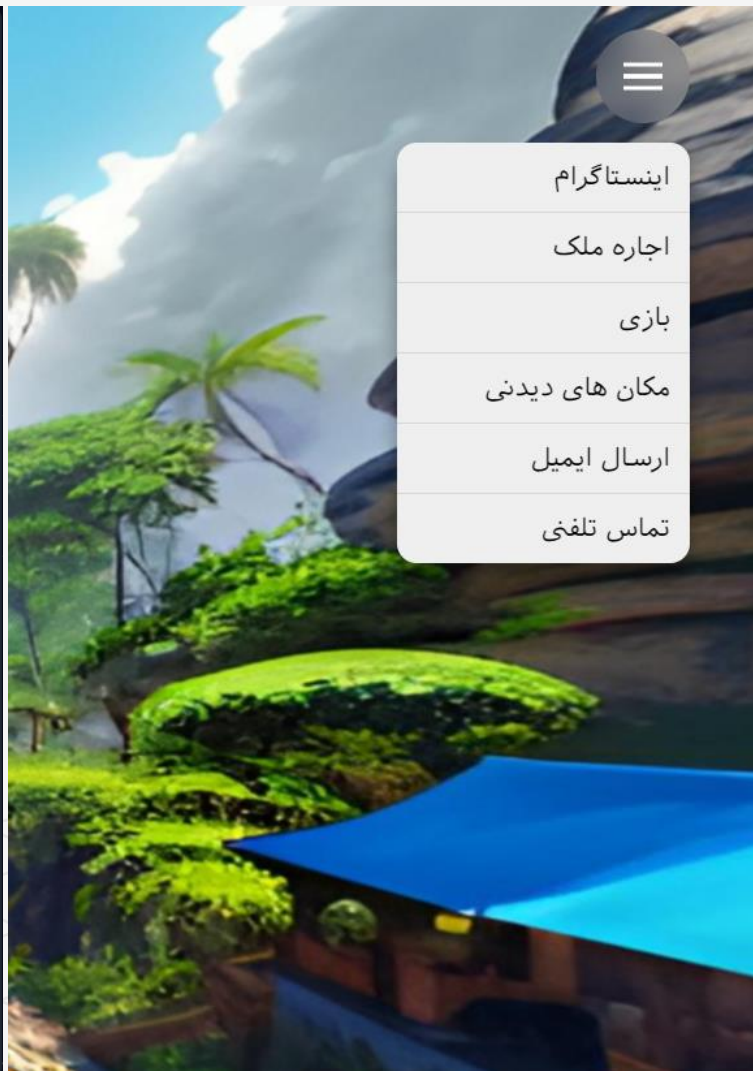 اینستاگرام
اجاره ملک
بازی
مکان های دیدنی
ارسال ایمیل
تماس تلفنی